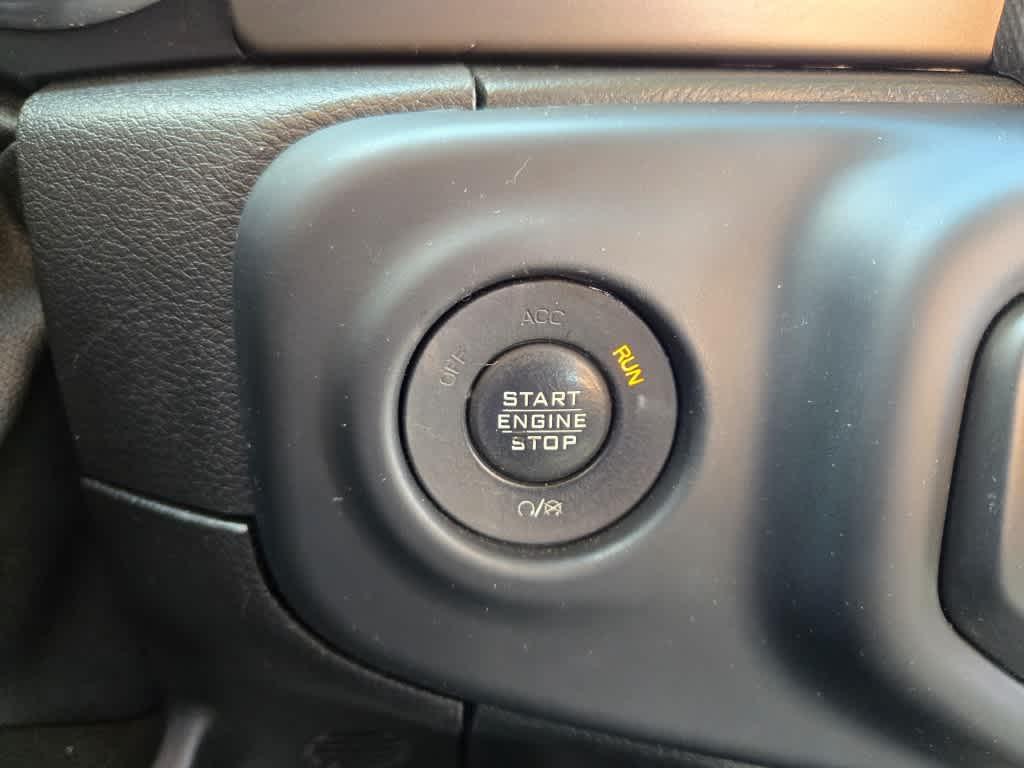 ACC
OFF
RUN
START
ENGINE
STOP